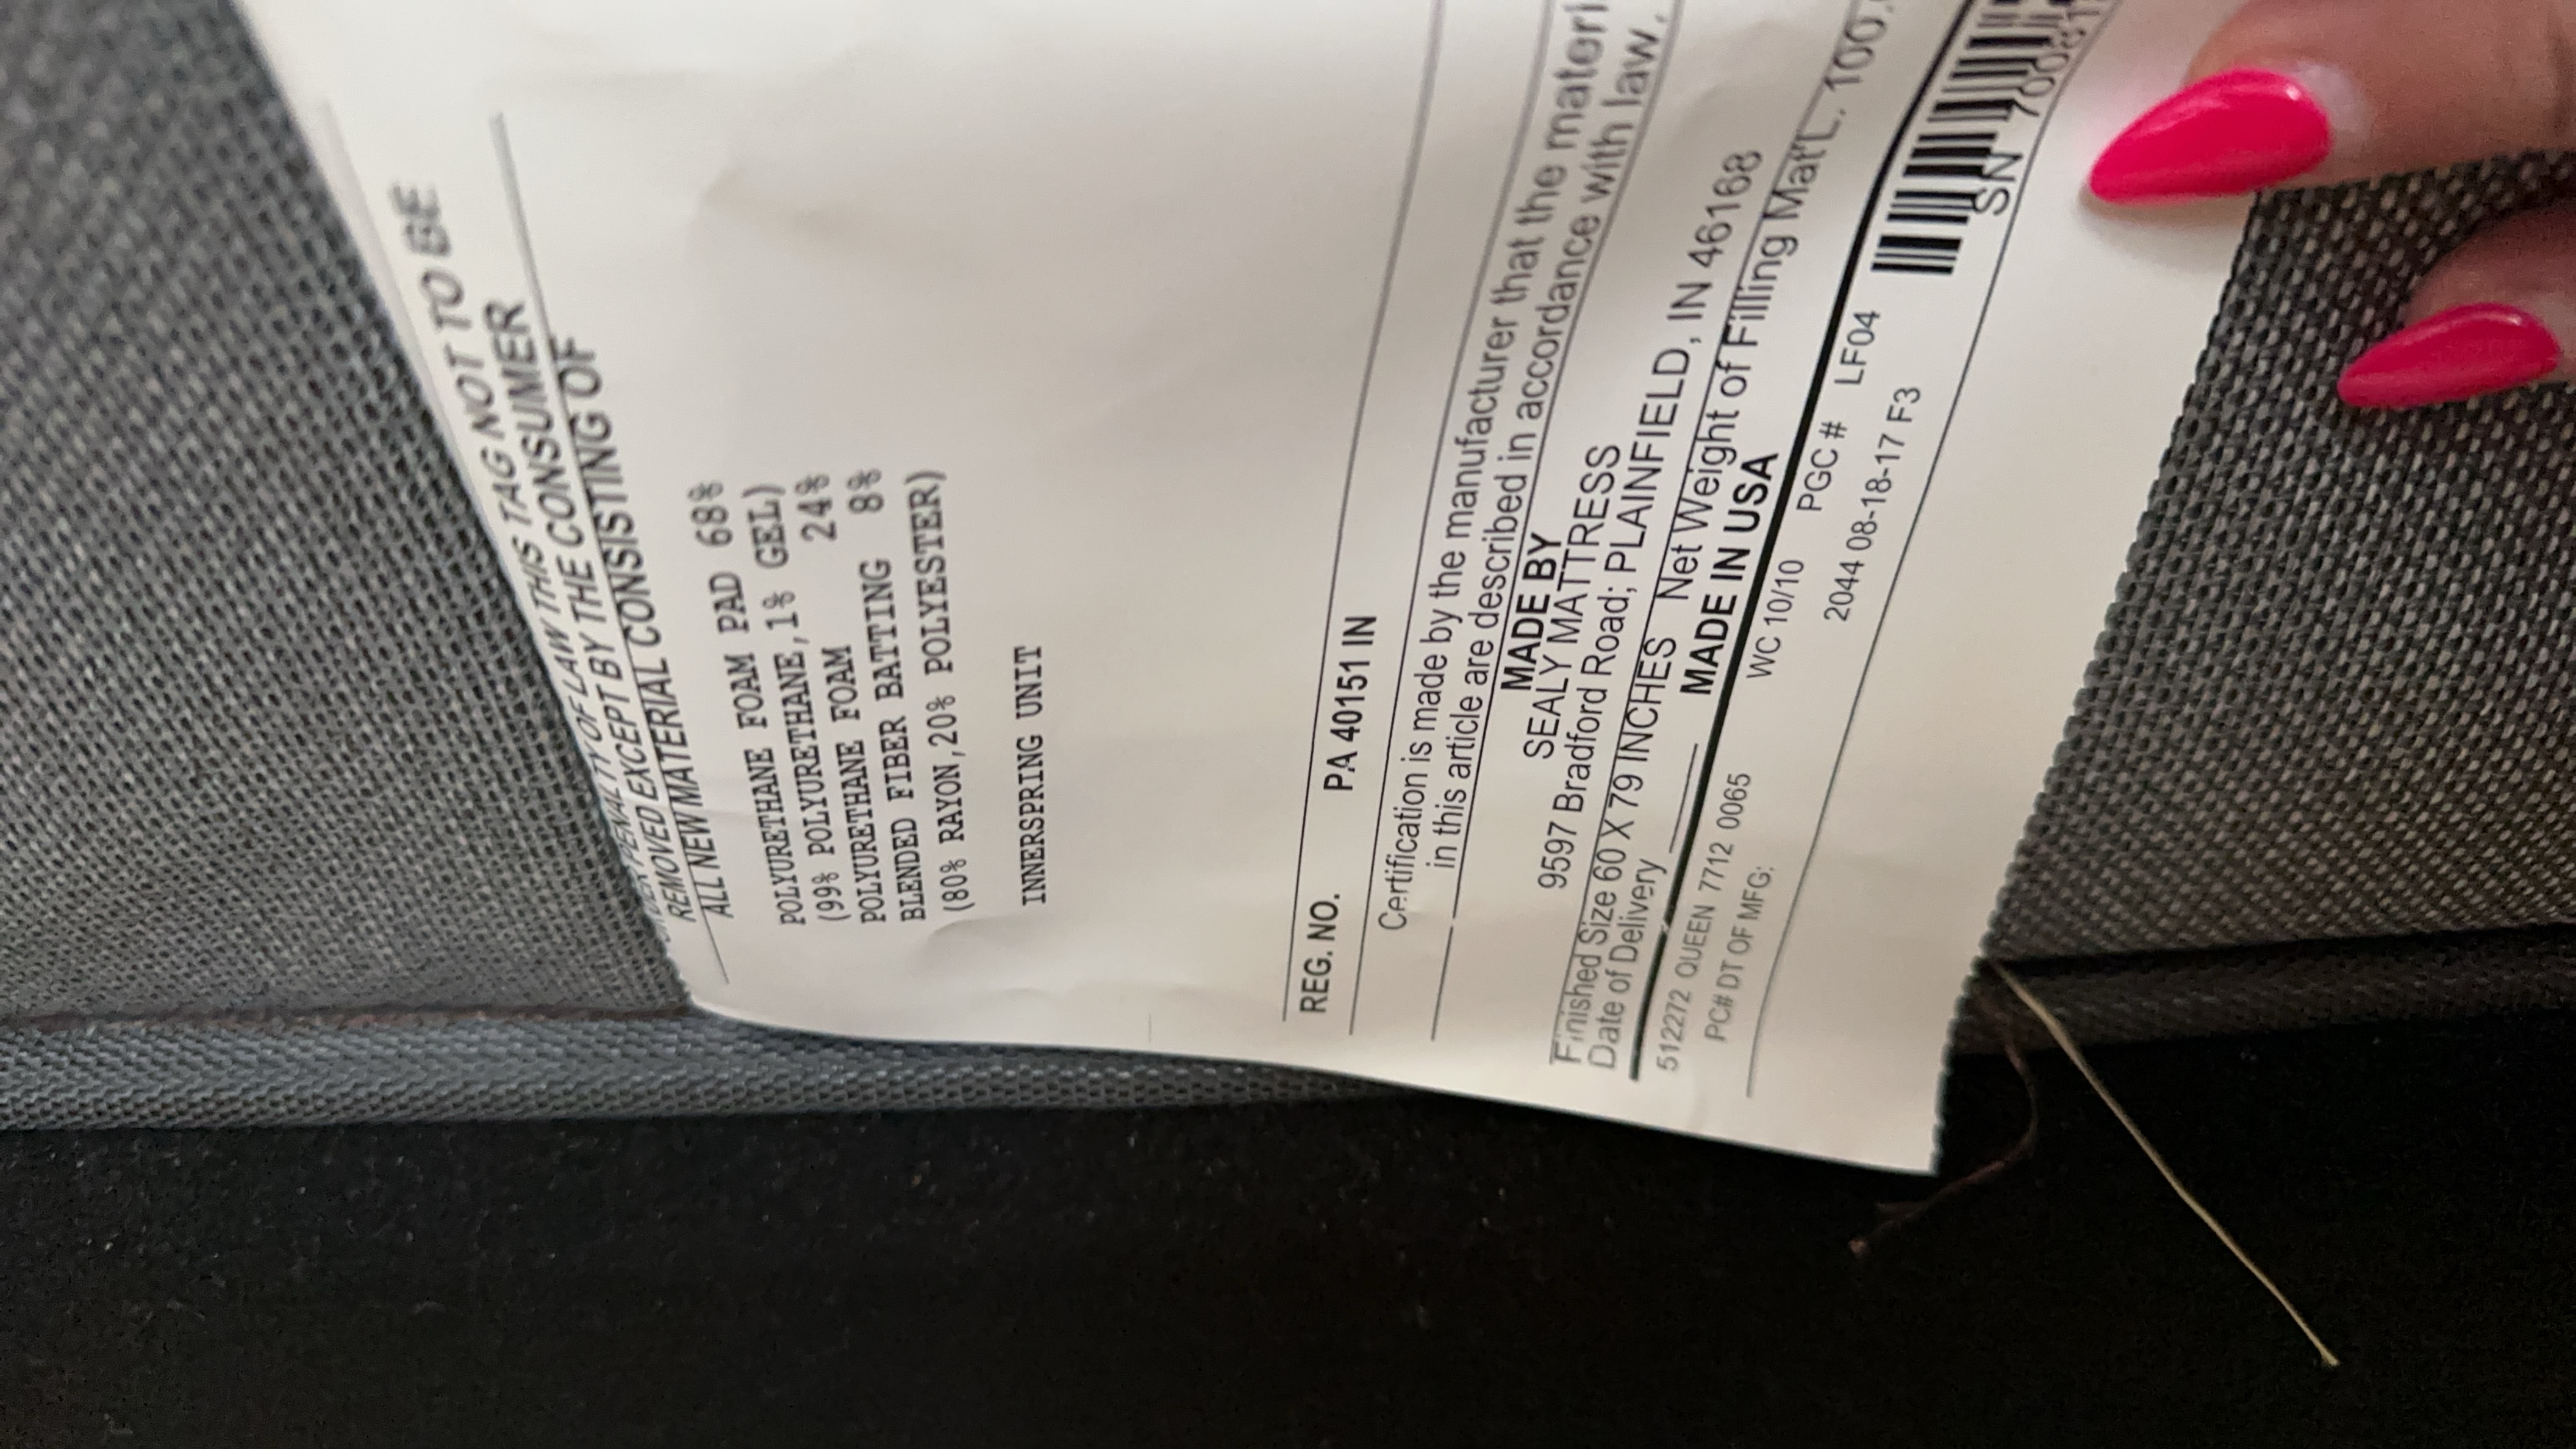 UNDER PENALTY OF LAW THIS TAG NOT TO BE
REMOVED EXCEPT BY THE CONSUMER
ALL NEW MATERIAL CONSISTING OF
POLYURETHANE FOAM PAD 68%
(99% POLYURETHANE,1% GEL)
POLYURETHANE FOAM 24%
BLENDED FIBER BATTING 8%
(80% RAYON,20% POLYESTER)
INNERSPRING UNIT
REG. NO. PA 40151 IN
Certification is made by the manufacturer that the materi
in this article are described in accordance with law.
MADE BY
SEALY MATTRESS
9597 Bradford Road; PLAINFIELD, IN 46168
Finished Size 60 X 79 INCHES Net Weight of Filling Mat'L. 100.
Date of Delivery
MADE IN USA
512272 QUEEN 7712 0065 WC 10/10 PGC # LF04
PC# DT OF MFG: 2044 08-18-17 F3
SN